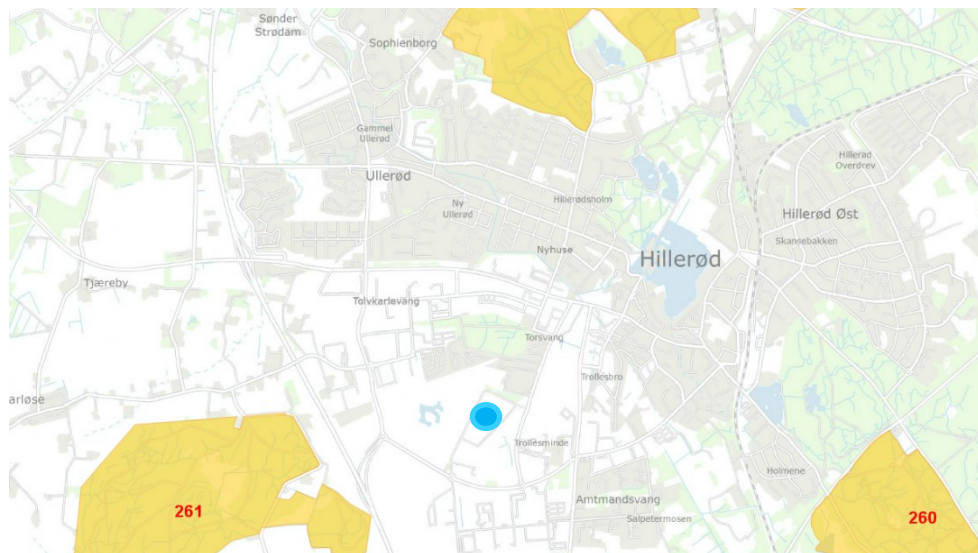 Sønder
Strødam
Sophienborg
Gammel
Ullerød
Ullerød
Ny
Ullerød
Hillerødsholm
Hillerød
Overdrev
Hillerød Øst
Skansebakken
Nyhuse
Hillerød
Tjæreby
Tolvkarlevang
Torsvang
Trollesbro
arløse
Trollesminde
Holmene
Amtmandsvang
Salpetermosen
261
260